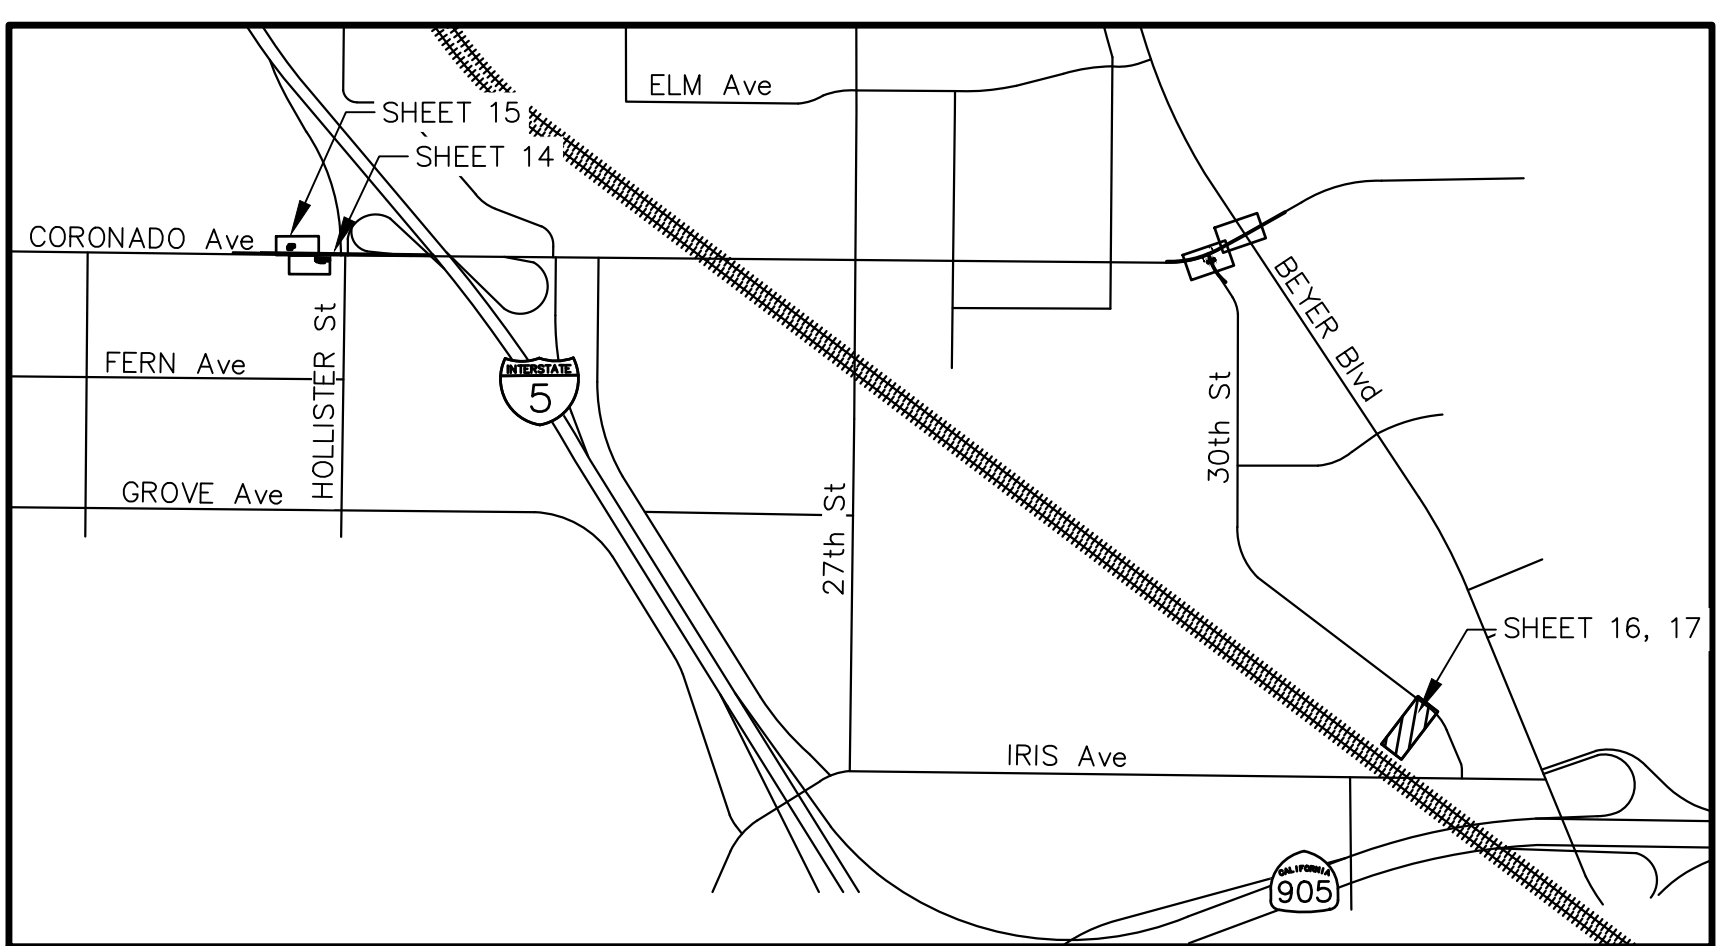 ELM Ave
SHEET 15
SHEET 14
CORONADO Ave
BEYER Blvd
HOLLISTER St
FERN Ave
INTERSTATE
5
30th St
GROVE Ave
27th St
SHEET 16, 17
IRIS Ave
CALIFORNIA
905